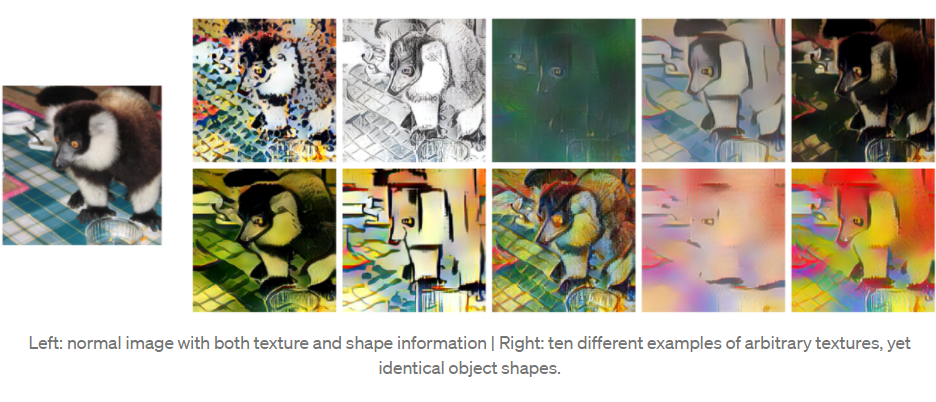 Left: normal image with both texture and shape information | Right: ten different examples of arbitrary textures, yet
identical object shapes.